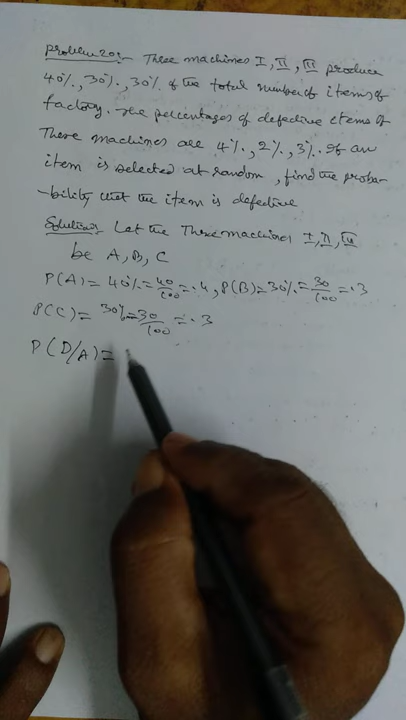 Problem 20:- Three machines I, II, III produce
40%, 30%, 30% of the total number of items of
factory. The percentages of defective items of
These machines are 4%, 2%, 3%. If an
item is selected at random, find the proba-
-bility that the item is defective
Solution:- Let the Three machines I, II, III
be A, B, C
P(A) = 40% = 40/100 = .4, P(B) = 30% = 30/100 = .3
P(C) = 30% = 30/100 = .3
P(D/A) =